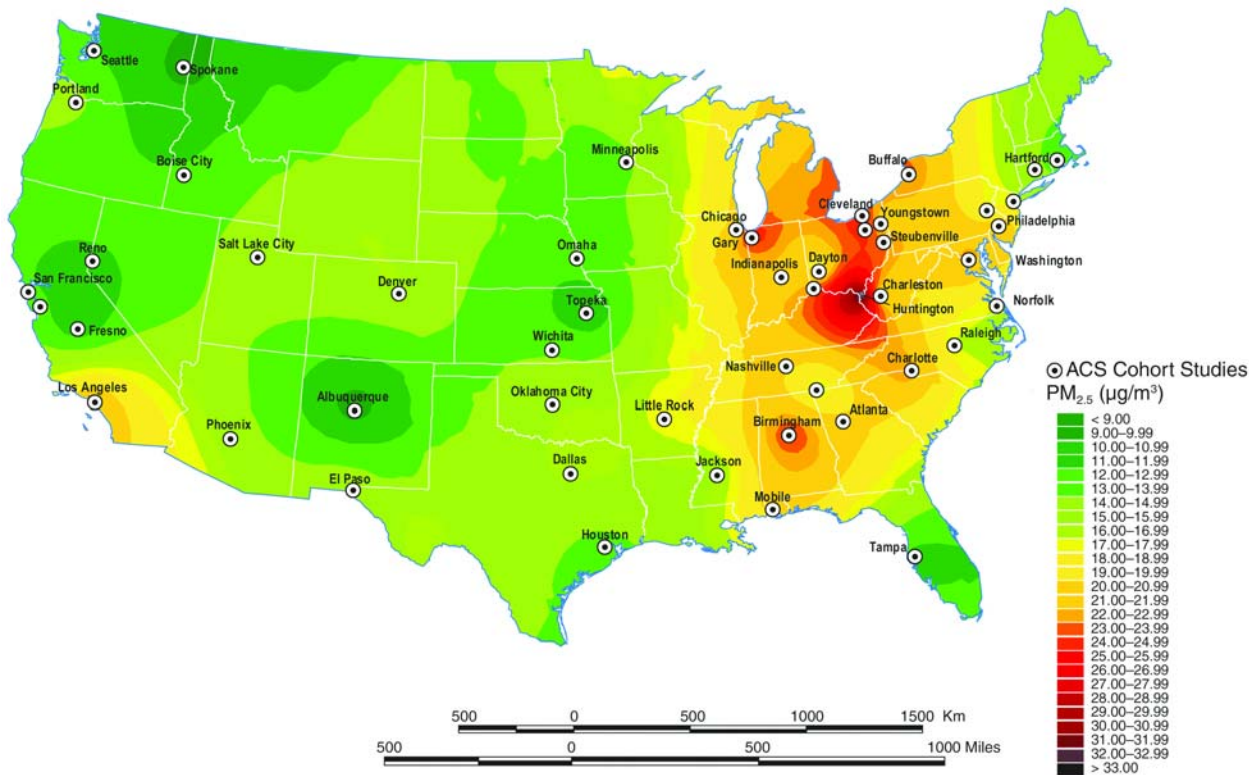 Seattle
Spokane
Portland
Boise City
Minneapolis
Buffalo
Hartford
Cleveland
Youngstown
Chicago
Philadelphia
Gary
Steubenville
Reno
Salt Lake City
Omaha
Dayton
Indianapolis
Washington
San Francisco
Denver
Charleston
Topeka
Huntington
Norfolk
Fresno
Wichita
Raleigh
Nashville
Charlotte
Los Angeles
Albuquerque
Oklahoma City
Little Rock
Atlanta
Birmingham
Phoenix
Dallas
Jackson
El Paso
Mobile
Houston
Tampa
ACS Cohort Studies
PM2.5 (µg/m³)
< 9.00
9.00–9.99
10.00–10.99
11.00–11.99
12.00–12.99
13.00–13.99
14.00–14.99
15.00–15.99
16.00–16.99
17.00–17.99
18.00–18.99
19.00–19.99
20.00–20.99
21.00–21.99
22.00–22.99
23.00–23.99
24.00–24.99
25.00–25.99
26.00–26.99
27.00–27.99
28.00–28.99
29.00–29.99
30.00–30.99
31.00–31.99
32.00–32.99
> 33.00
500 0 500 1000 1500 Km
500 0 500 1000 Miles